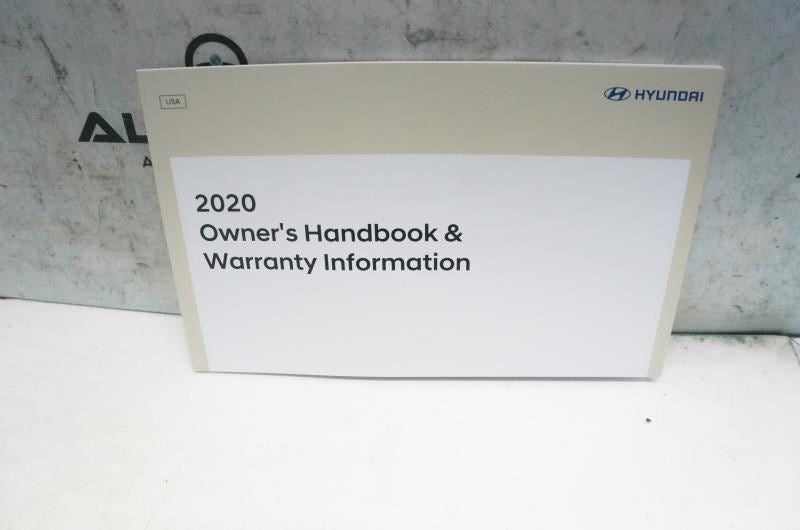 USA
HYUNDAI
2020
Owner's Handbook &
Warranty Information